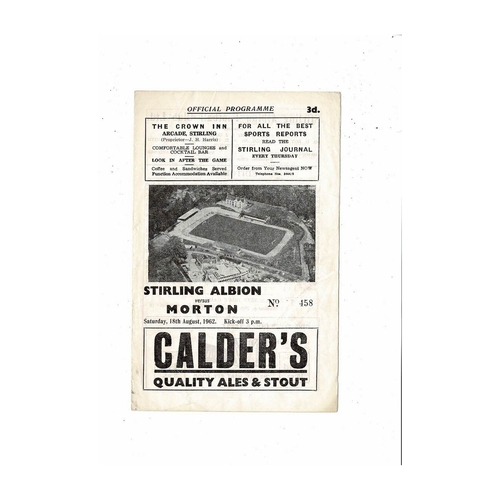 OFFICIAL PROGRAMME 3d.
THE CROWN INN
ARCADE, STIRLING
(Proprietor—J. H. Harris)
COMFORTABLE LOUNGES and
COCKTAIL BAR
LOOK IN AFTER THE GAME
Coffee and Sandwiches Served
Function Accommodation Available
FOR ALL THE BEST
SPORTS REPORTS
READ THE
STIRLING JOURNAL
EVERY THURSDAY
Order from Your Newsagent NOW
Telephone
STIRLING ALBION
versus
MORTON
No. 458
Saturday, 18th August, 1962. Kick-off 3 p.m.
CALDER'S
QUALITY ALES & STOUT